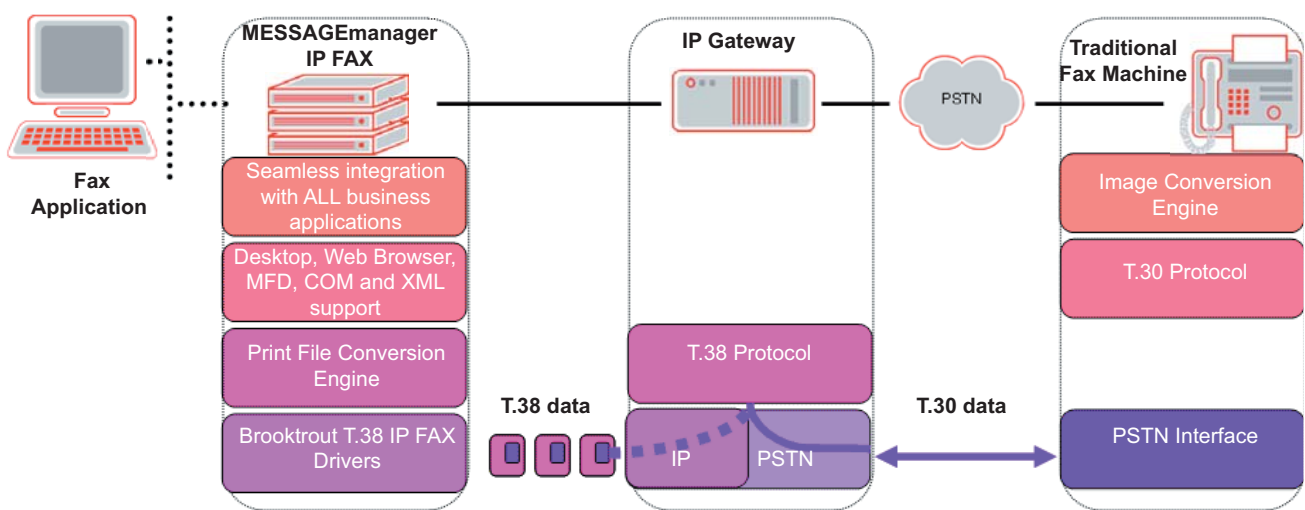 MESSAGEmanager
IP FAX
IP Gateway
Traditional
Fax Machine
PSTN
Fax
Application
Seamless integration
with ALL business
applications
Desktop, Web Browser,
MFD, COM and XML
support
Print File Conversion
Engine
Brooktrout T.38 IP FAX
Drivers
T.38 data
T.38 Protocol
IP
PSTN
T.30 data
Image Conversion
Engine
T.30 Protocol
PSTN Interface